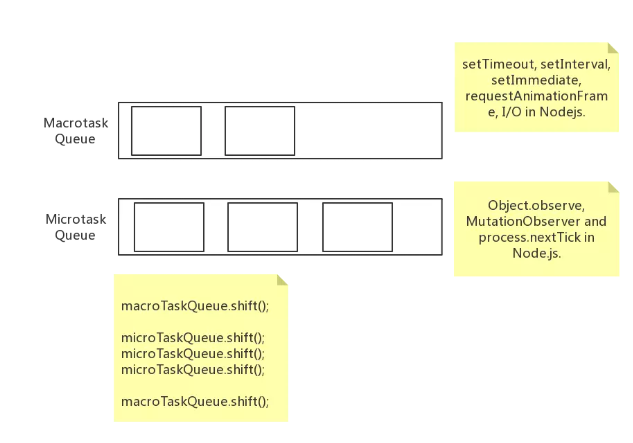 setTimeout, setInterval,
setImmediate,
requestAnimationFram
e, I/O in Nodejs.
Macrotask
Queue
Microtask
Queue
Object.observe,
MutationObserver and
process.nextTick in
Node.js.
macroTaskQueue.shift();
microTaskQueue.shift();
microTaskQueue.shift();
microTaskQueue.shift();
macroTaskQueue.shift();